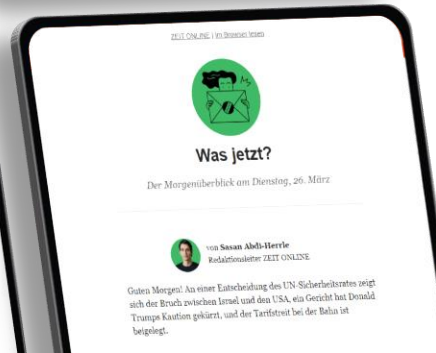 ZEIT ONLINE | Im Browser lesen
Was jetzt?
Der Morgenüberblick am Dienstag, 26. März
von Sasan Abdi-Herrle
Redaktionsleiter ZEIT ONLINE
Guten Morgen! An einer Entscheidung des UN-Sicherheitsrates zeigt
sich der Bruch zwischen Israel und den USA, ein Gericht hat Donald
Trumps Kaution gekürzt, und der Tarifstreit bei der Bahn ist
beigelegt.